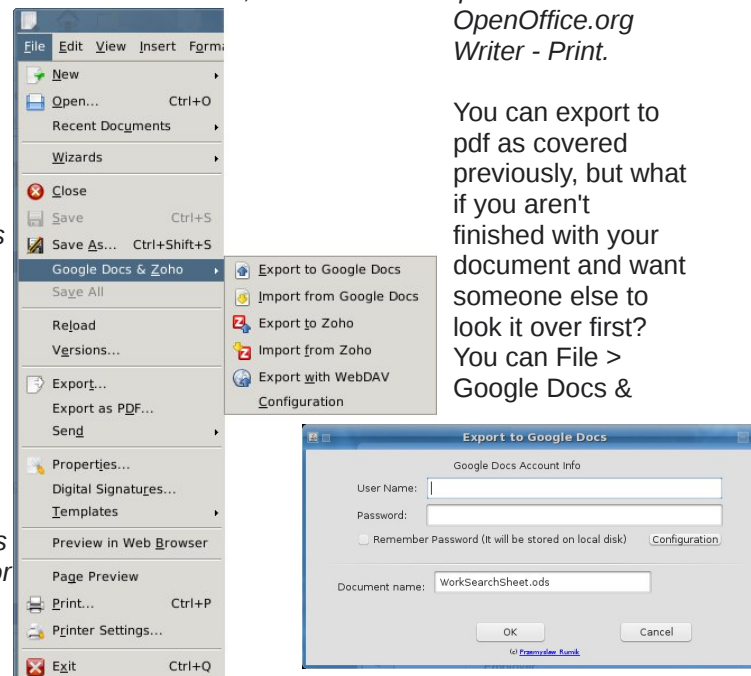 File Edit View Insert Forma
New
Open... Ctrl+O
Recent Documents
Wizards
Close
Save Ctrl+S
Save As... Ctrl+Shift+S
Google Docs & Zoho
Save All
Reload
Versions...
Export...
Export as PDF...
Send
Properties...
Digital Signatures...
Templates
Preview in Web Browser
Page Preview
Print... Ctrl+P
Printer Settings...
Exit Ctrl+Q
Export to Google Docs
Import from Google Docs
Export to Zoho
Import from Zoho
Export with WebDAV
Configuration
OpenOffice.org
Writer - Print.
You can export to
pdf as covered
previously, but what
if you aren't
finished with your
document and want
someone else to
look it over first?
You can File >
Google Docs &
Export to Google Docs
Google Docs Account Info
User Name:
Password:
Remember Password (It will be stored on local disk) Configuration
Document name: WorkSearchSheet.ods
OK Cancel
(c) Przemyslaw Rumik